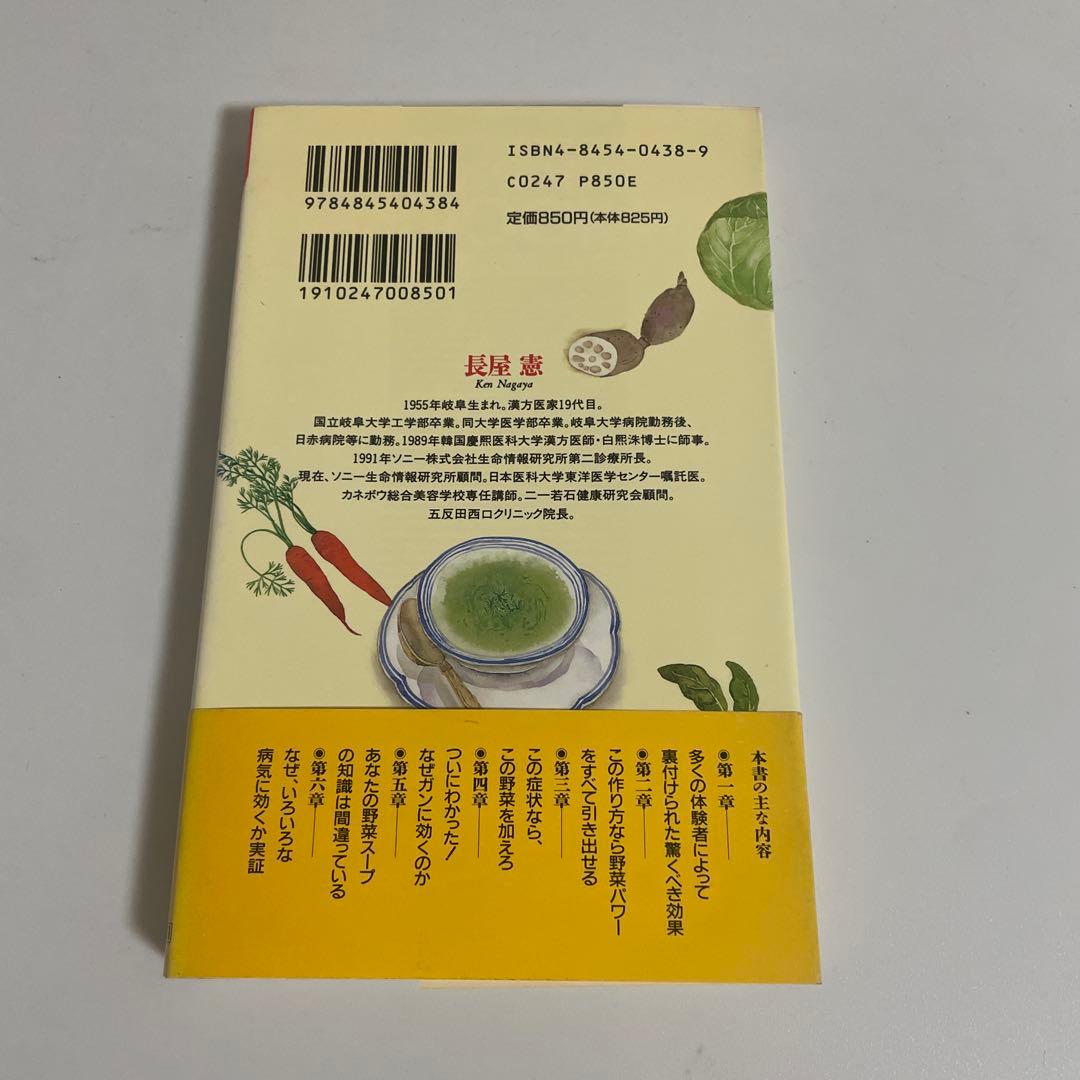 ISBN4-8454-0438-9
C0247 P850E
定価850円(本体825円)
9784845404384
1910247008501
長屋 憲
Ken Nagaya
1955年岐阜生まれ。漢方医家19代目。
国立岐阜大学工学部卒業。同大学医学部卒業。岐阜大学病院勤務後、
日赤病院等に勤務。1989年韓国慶熙医科大学漢方医師・白熙洙博士に師事。
1991年ソニー株式会社生命情報研究所第二診療所長。
現在、ソニー生命情報研究所顧問。日本医科大学東洋医学センター嘱託医。
カネボウ総合美容学校専任講師。二一若石健康研究会顧問。
五反田西口クリニック院長。
本書の主な内容
●第一章――
多くの体験者によって
裏付けられた驚くべき効果
●第二章――
この作り方なら野菜パワー
をすべて引き出せる
●第三章――
この症状なら、
この野菜を加えろ
●第四章――
ついにわかった!
なぜガンに効くのか
●第五章――
あなたの野菜スープ
の知識は間違っている
●第六章――
なぜ、いろいろな
病気に効くか実証